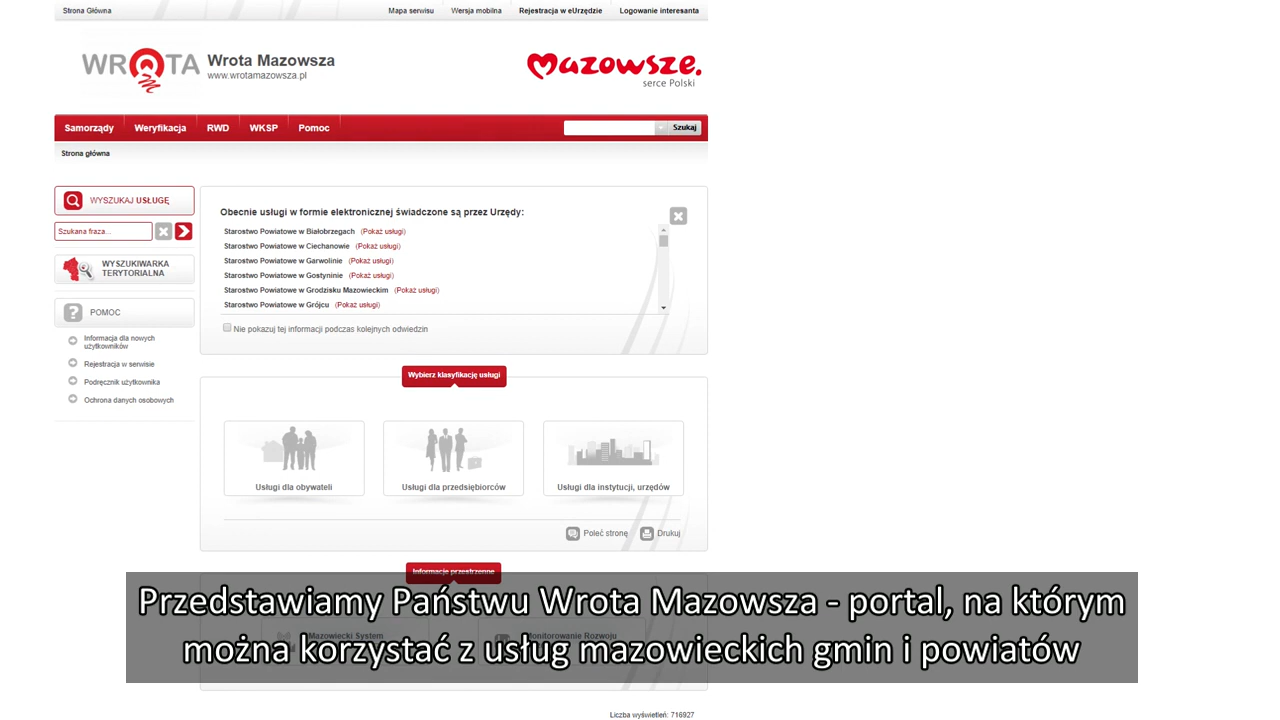 Strona Główna
Mapa serwisu
Wersja mobilna
Rejestracja w eUrzędzie
Logowanie interesanta
WROTA
Wrota Mazowsza
www.wrotamazowsza.pl
mazowsze.
serce Polski
Samorządy
Weryfikacja
RWD
WKSP
Pomoc
Szukaj
Strona główna
WYSZUKAJ USŁUGĘ
Szukana fraza...
WYSZUKIWARKA
TERYTORIALNA
POMOC
Informacja dla nowych
użytkowników
Rejestracja w serwisie
Podręcznik użytkownika
Ochrona danych osobowych
Obecnie usługi w formie elektronicznej świadczone są przez Urzędy:
Starostwo Powiatowe w Białobrzegach (Pokaż usługi)
Starostwo Powiatowe w Ciechanowie (Pokaż usługi)
Starostwo Powiatowe w Garwolinie (Pokaż usługi)
Starostwo Powiatowe w Gostyninie (Pokaż usługi)
Starostwo Powiatowe w Grodzisku Mazowieckim (Pokaż usługi)
Starostwo Powiatowe w Grójcu (Pokaż usługi)
Nie pokazuj tej informacji podczas kolejnych odwiedzin
Wybierz klasyfikację usługi
Usługi dla obywateli
Usługi dla przedsiębiorców
Usługi dla instytucji, urzędów
Poleć stronę
Drukuj
Informacje przestrzenne
Mazowiecki System
Monitorowanie Rozwoju
Przedstawiamy Państwu Wrota Mazowsza - portal, na którym
można korzystać z usług mazowieckich gmin i powiatów
Liczba wyświetleń: 716927